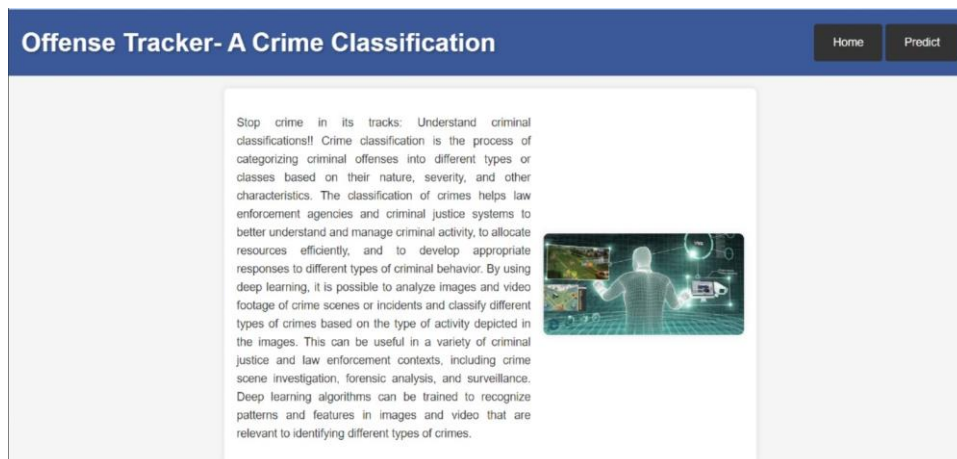 Offense Tracker- A Crime Classification
Home
Predict
Stop crime in its tracks: Understand criminal
classifications!! Crime classification is the process of
categorizing criminal offenses into different types or
classes based on their nature, severity, and other
characteristics. The classification of crimes helps law
enforcement agencies and criminal justice systems to
better understand and manage criminal activity, to allocate
resources efficiently, and to develop appropriate
responses to different types of criminal behavior. By using
deep learning, it is possible to analyze images and video
footage of crime scenes or incidents and classify different
types of crimes based on the type of activity depicted in
the images. This can be useful in a variety of criminal
justice and law enforcement contexts, including crime
scene investigation, forensic analysis, and surveillance.
Deep learning algorithms can be trained to recognize
patterns and features in images and video that are
relevant to identifying different types of crimes.